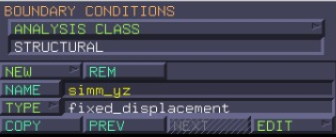 BOUNDARY CONDITIONS
ANALYSIS CLASS
STRUCTURAL
NEW REM
NAME simm_yz
TYPE fixed_displacement
COPY PREV NEXT EDIT